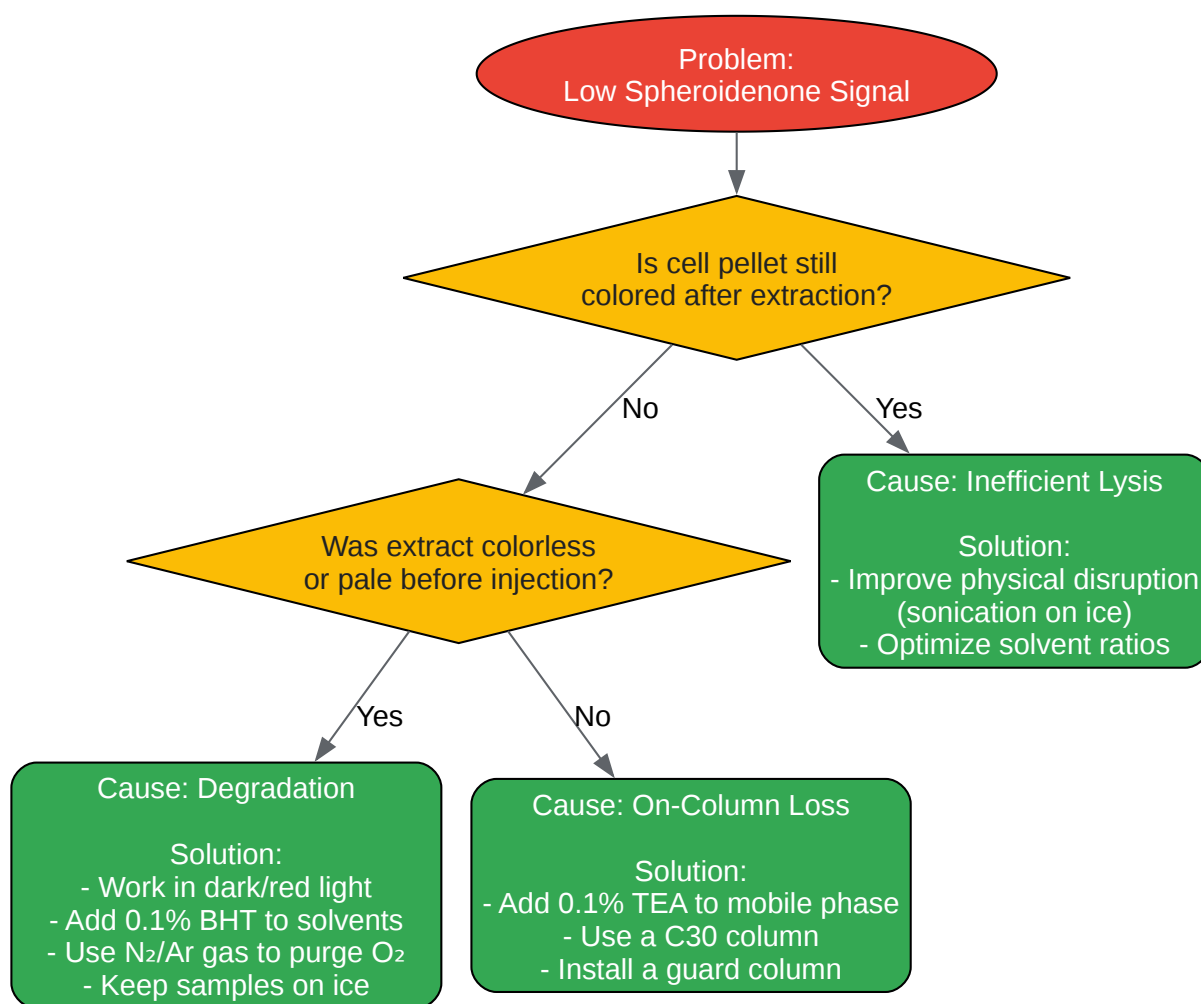 Problem:
Low Spheroidenone Signal
Is cell pellet still
colored after extraction?
No
Yes
Cause: Inefficient Lysis
Solution:
- Improve physical disruption
(sonication on ice)
- Optimize solvent ratios
Was extract colorless
or pale before injection?
Yes
No
Cause: Degradation
Solution:
- Work in dark/red light
- Add 0.1% BHT to solvents
- Use N₂/Ar gas to purge O₂
- Keep samples on ice
Cause: On-Column Loss
Solution:
- Add 0.1% TEA to mobile phase
- Use a C30 column
- Install a guard column